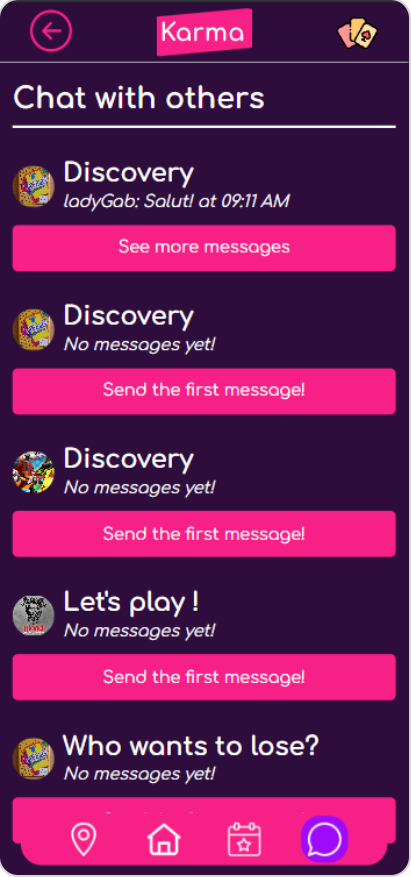 Karma
Chat with others
Discovery
ladyGab: Salut! at 09:11 AM
See more messages
Discovery
No messages yet!
Send the first message!
Discovery
No messages yet!
Send the first message!
Let's play !
No messages yet!
Send the first message!
Who wants to lose?
No messages yet!